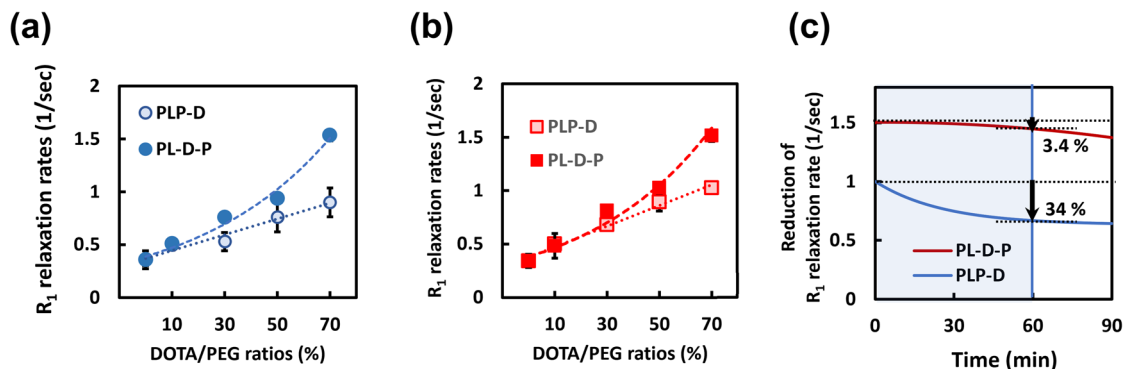 (a)
R1 relaxation rates (1/sec)
2
1.5
1
0.5
0
PLP-D
PL-D-P
10 30 50 70
DOTA/PEG ratios (%)
(b)
R1 relaxation rates (1/sec)
2
1.5
1
0.5
0
PLP-D
PL-D-P
10 30 50 70
DOTA/PEG ratios (%)
(c)
Reduction of
R1 relaxation rate (1/sec)
1.5
1
0.5
0
3.4 %
34 %
PL-D-P
PLP-D
0 30 60 90
Time (min)